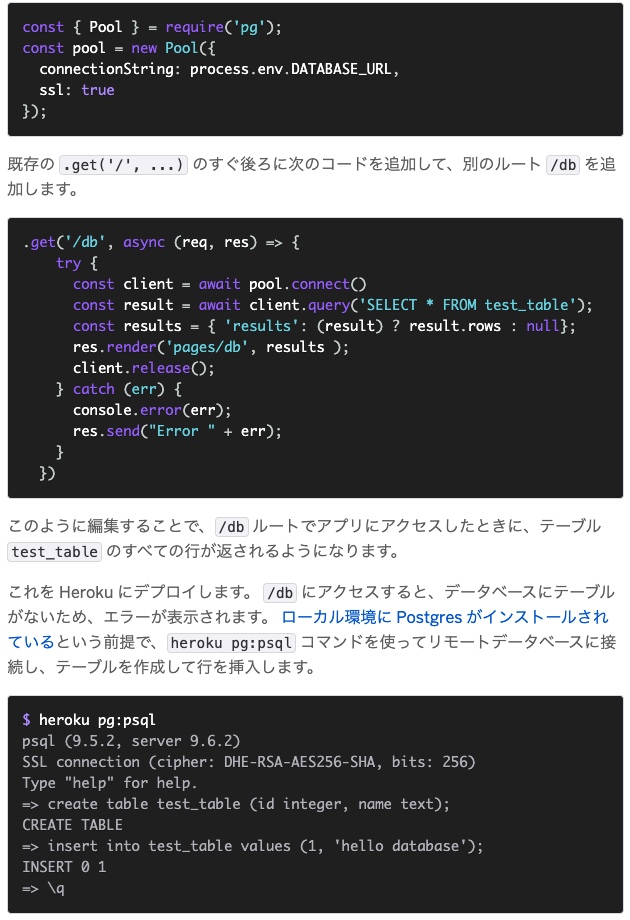 const { Pool } = require('pg');
const pool = new Pool({
  connectionString: process.env.DATABASE_URL,
  ssl: true
});
既存の .get('/', ...) のすぐ後ろに次のコードを追加して、別のルート /db を追
加します。
.get('/db', async (req, res) => {
    try {
      const client = await pool.connect()
      const result = await client.query('SELECT * FROM test_table');
      const results = { 'results': (result) ? result.rows : null};
      res.render('pages/db', results );
      client.release();
    } catch (err) {
      console.error(err);
      res.send("Error " + err);
    }
  })
このように編集することで、 /db ルートでアプリにアクセスしたときに、テーブル
test_table のすべての行が返されるようになります。
これを Heroku にデプロイします。 /db にアクセスすると、データベースにテーブル
がないため、エラーが表示されます。 ローカル環境に Postgres がインストールされ
ているという前提で、 heroku pg:psql コマンドを使ってリモートデータベースに接
続し、テーブルを作成して行を挿入します。
$ heroku pg:psql
psql (9.5.2, server 9.6.2)
SSL connection (cipher: DHE-RSA-AES256-SHA, bits: 256)
Type "help" for help.
=> create table test_table (id integer, name text);
CREATE TABLE
=> insert into test_table values (1, 'hello database');
INSERT 0 1
=> \q